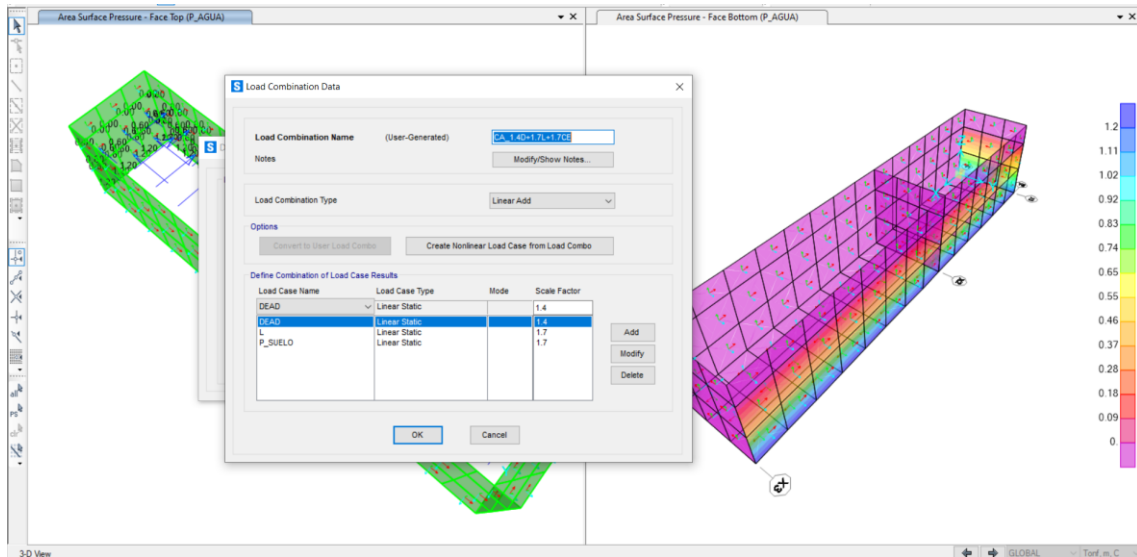 Area Surface Pressure - Face Top (P_AGUA)
Area Surface Pressure - Face Bottom (P_AGUA)
Load Combination Data
Load Combination Name (User-Generated) CA_1.4D+1.7L+1.7CE
Notes Modify/Show Notes...
Load Combination Type Linear Add
Options
Convert to User Load Combo Create Nonlinear Load Case from Load Combo
Define Combination of Load Case Results
Load Case Name Load Case Type Mode Scale Factor
DEAD Linear Static 1.4
DEAD Linear Static 1.4
L Linear Static 1.7
P_SUELO Linear Static 1.7
Add
Modify
Delete
OK Cancel
1.2
1.11
1.02
0.92
0.83
0.74
0.65
0.55
0.46
0.37
0.28
0.18
0.09
0.
all
PS
clr
3-D View
GLOBAL Tonf, m, C